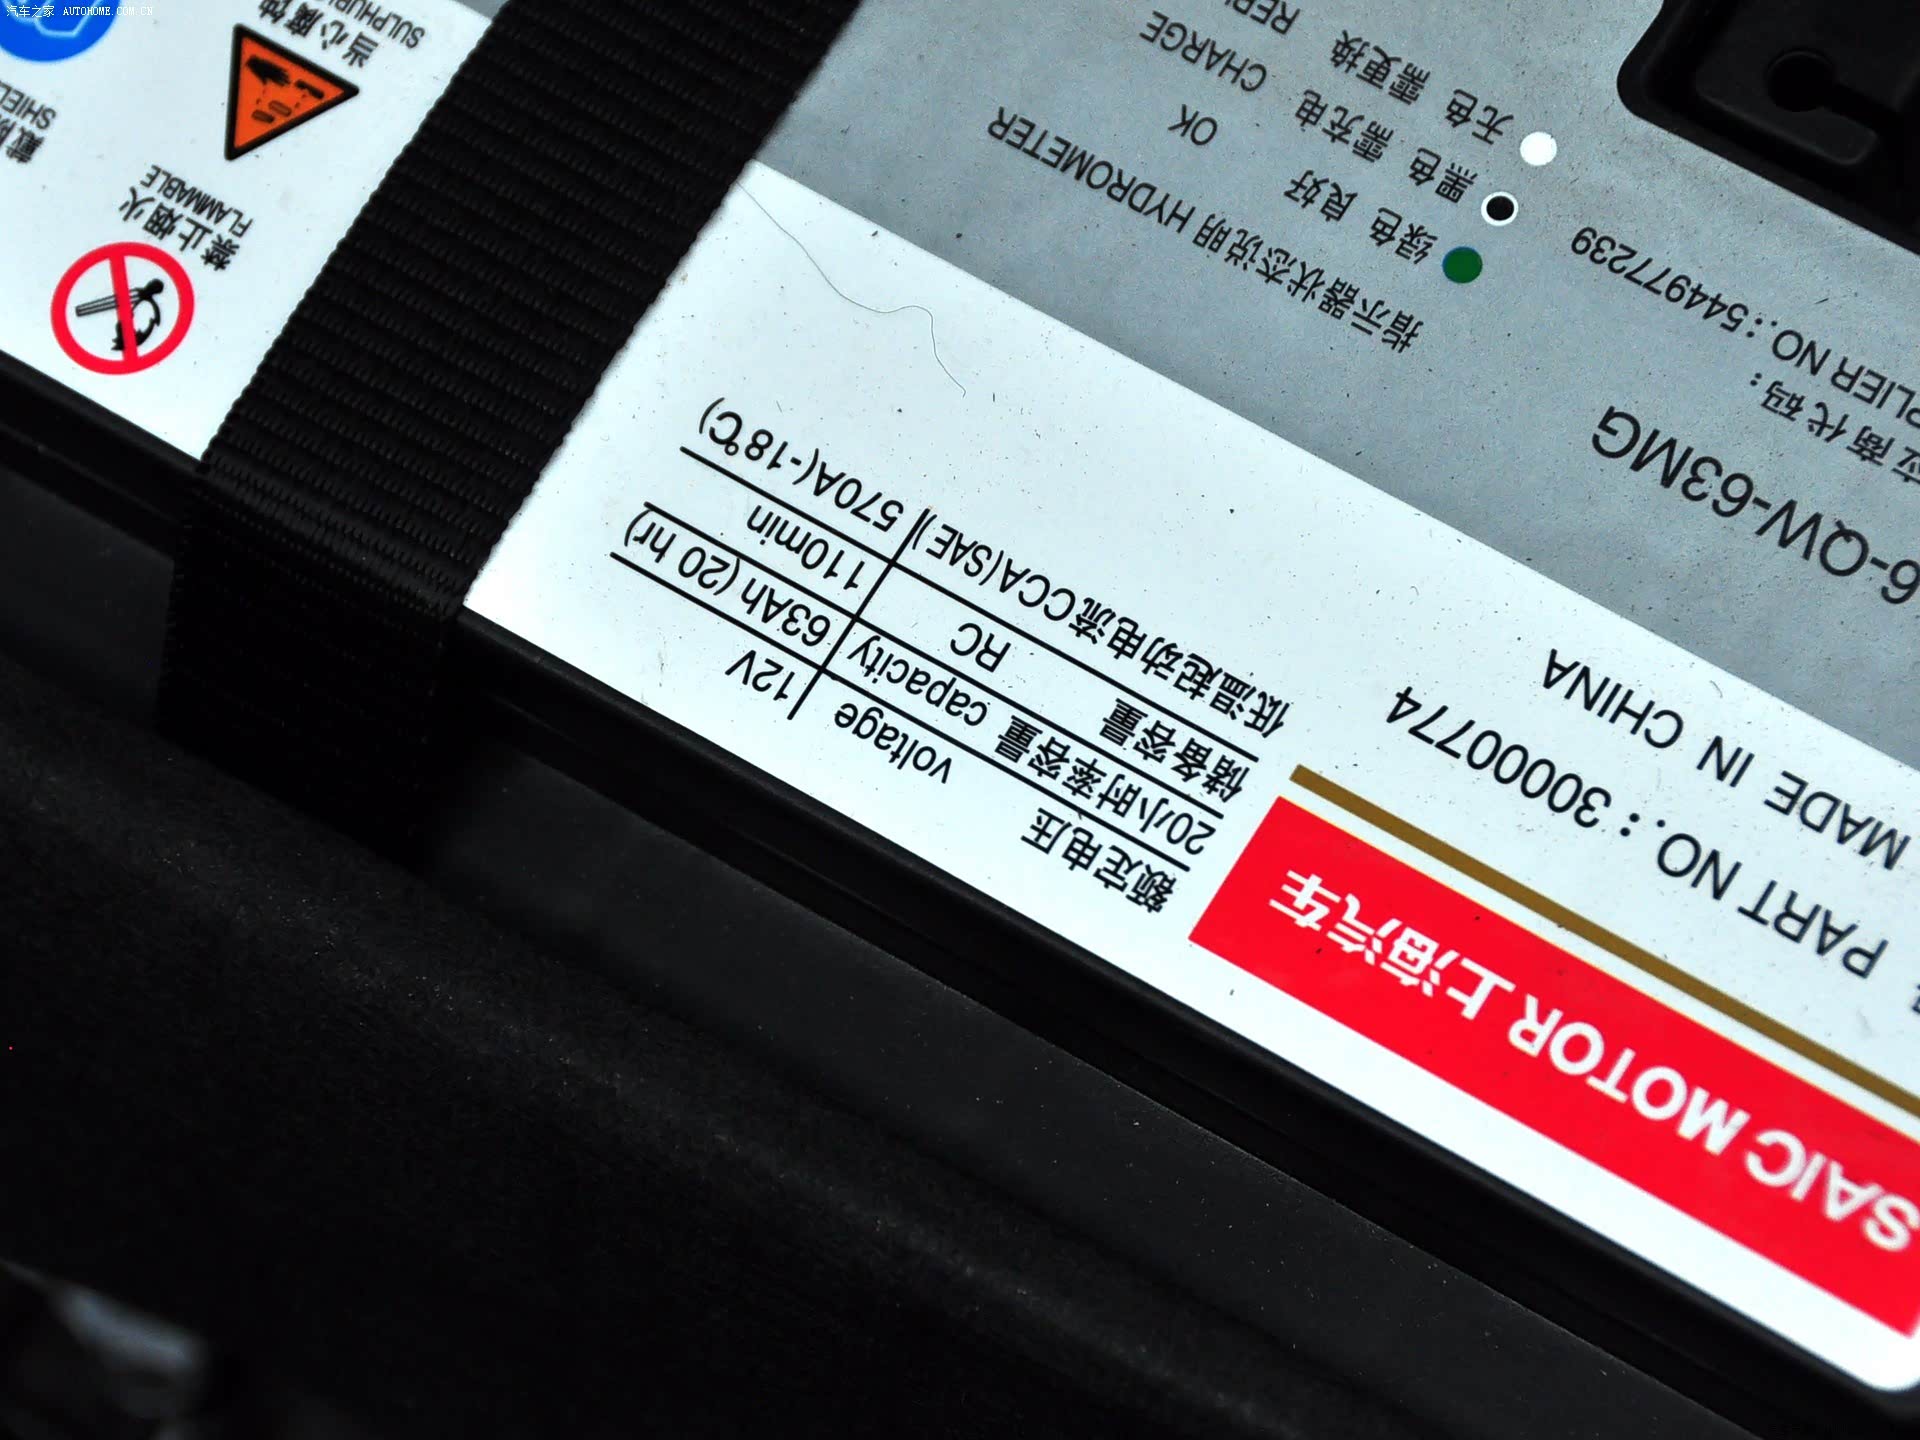 汽车之家 AUTOHOME.COM.CN
SAIC MOTOR 上海汽车
PART NO.: 30000774
MADE IN CHINA
6-QW-63MG
应商代码:
PLIER NO.:544977239
额定电压 voltage 12V
20小时率容量 capacity 63Ah (20 hr)
储备容量 RC 110min
低温起动电流CCA(SAE) 570A(-18℃)
指示器状态说明 HYDROMETER
绿色 良好 OK
黑色 需充电 CHARGE
无色 需更换 REPL
禁止烟火
FLAMMABLE
当心腐蚀
SULPHURI
戴防
SHIEL